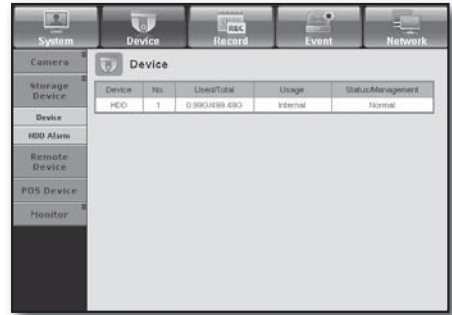 System Device Record Event Network
REC
Camera
Storage
Device
Device
HDD Alarm
Remote
Device
POS Device
Monitor
Device
Device No. Used/Total Usage Status/Management
HDD 1 Internal Normal